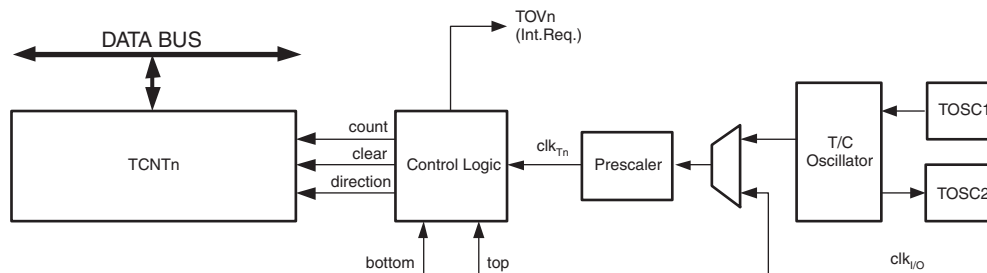 TOVn
(Int.Req.)
DATA BUS
TCNTn
count
clear
direction
Control Logic
clkTn
Prescaler
T/C
Oscillator
TOSC1
TOSC2
bottom
top
clkI/O